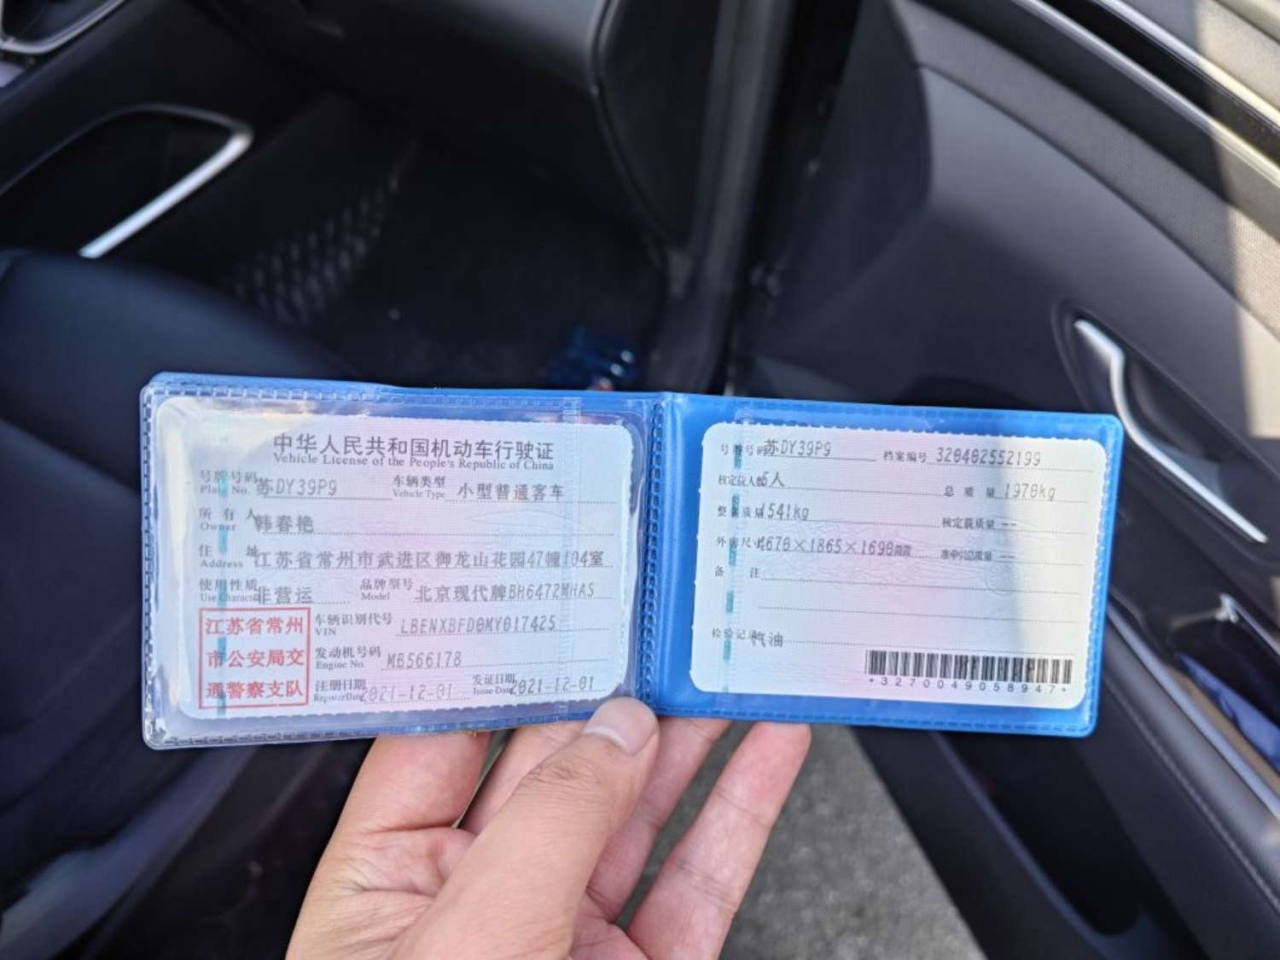 中华人民共和国机动车行驶证
Vehicle License of the People's Republic of China
号牌号码 苏DY39P9 车辆类型 小型普通客车
Plate No. Vehicle Type
所有人 韩春艳
Owner
住址 江苏省常州市武进区御龙山花园47幢104室
Address
使用性质 非营运 品牌型号 北京现代牌BH6472MHAS
Use Character Model
江苏省常州
市公安局交
通警察支队
车辆识别代号 LBENXBFD0MY017425
VIN
发动机号码 MB566178
Engine No.
注册日期 2021-12-01 发证日期 2021-12-01
Register Date Issue Date
号牌号码 苏DY39P9 档案编号 320402552199
核定载人数 5人 总质量 1970kg
整备质量 1541kg 核定载质量 --
外廓尺寸 4670×1865×1690mm 准牵引总质量 --
备注
检验记录 汽油
*3270049058947*